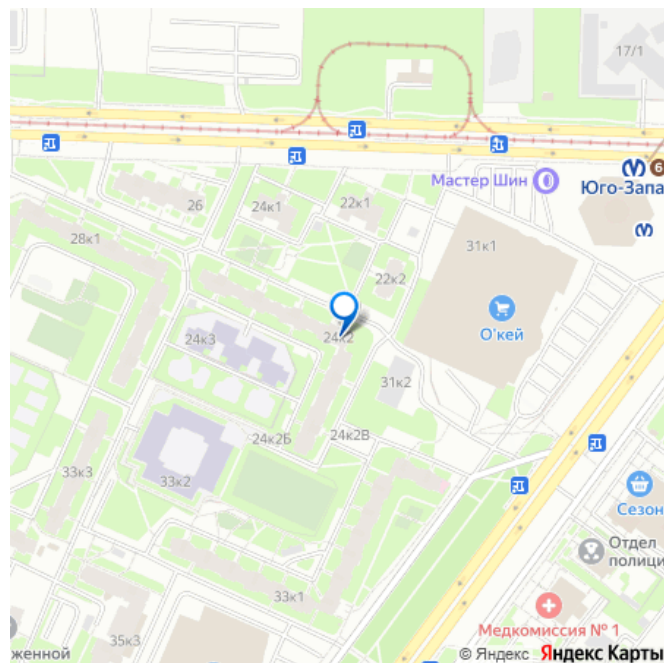 17/1
Мастер Шин
6
Юго-Запа
26
24к1
22к1
28к1
31к1
22к2
О'кей
24к3
24к2
31к2
24к2Б
24к2В
33к3
33к2
Сезон
Отдел
полици
33к1
Медкомиссия № 1
35к3
женной
© Яндекс Яндекс Карты